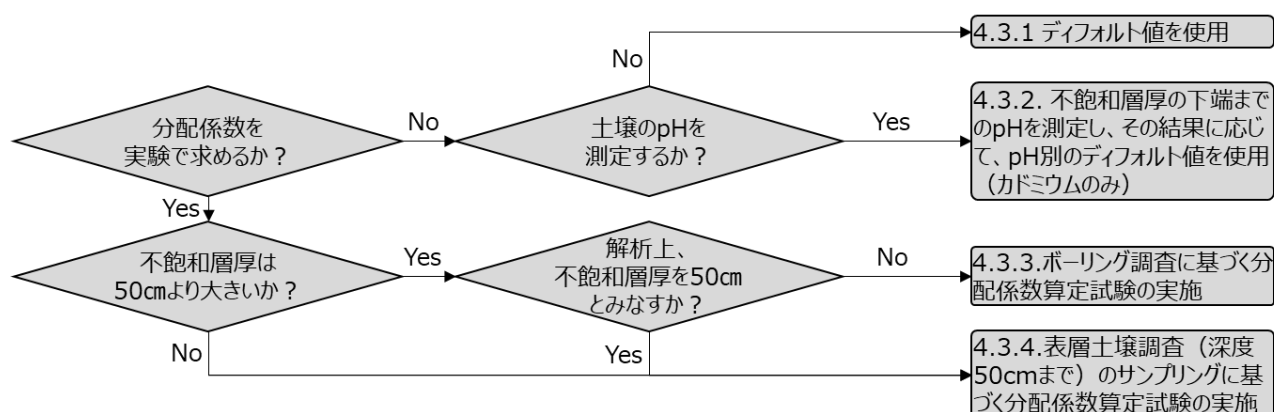 4.3.1 ディフォルト値を使用
No
分配係数を
実験で求めるか？
No
土壌のpHを
測定するか？
Yes
4.3.2. 不飽和層厚の下端まで
のpHを測定し、その結果に応じ
て、pH別のディフォルト値を使用
（カドミウムのみ）
Yes
不飽和層厚は
50㎝より大きいか？
Yes
解析上、
不飽和層厚を50㎝
とみなすか？
No
4.3.3.ボーリング調査に基づく分
配係数算定試験の実施
No
Yes
4.3.4.表層土壌調査（深度
50cmまで）のサンプリングに基
づく分配係数算定試験の実施